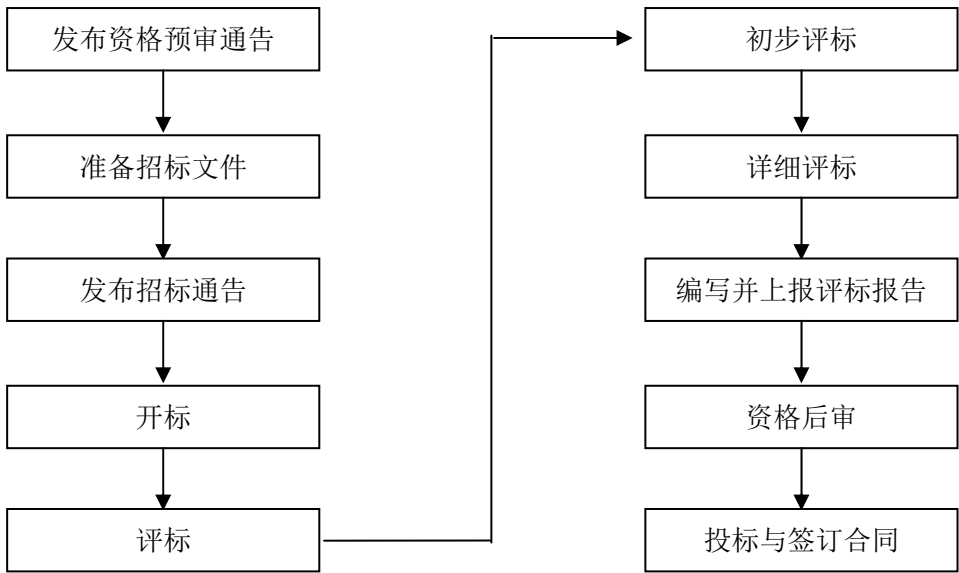 发布资格预审通告
准备招标文件
发布招标通告
开标
评标
初步评标
详细评标
编写并上报评标报告
资格后审
投标与签订合同